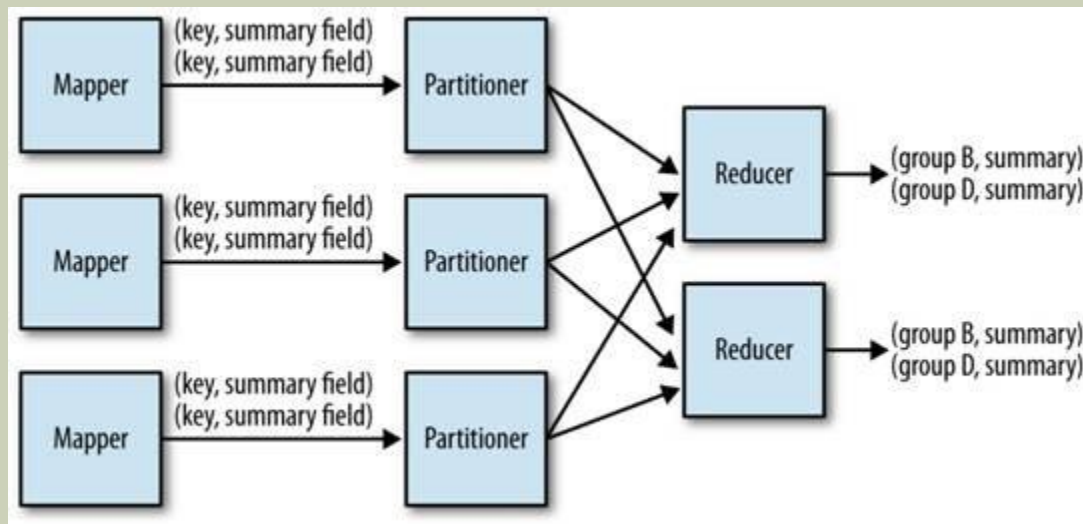 (key, summary field)
(key, summary field)
Mapper
Partitioner
(key, summary field)
(key, summary field)
Mapper
Partitioner
(key, summary field)
(key, summary field)
Mapper
Partitioner
Reducer
(group B, summary)
(group D, summary)
Reducer
(group B, summary)
(group D, summary)